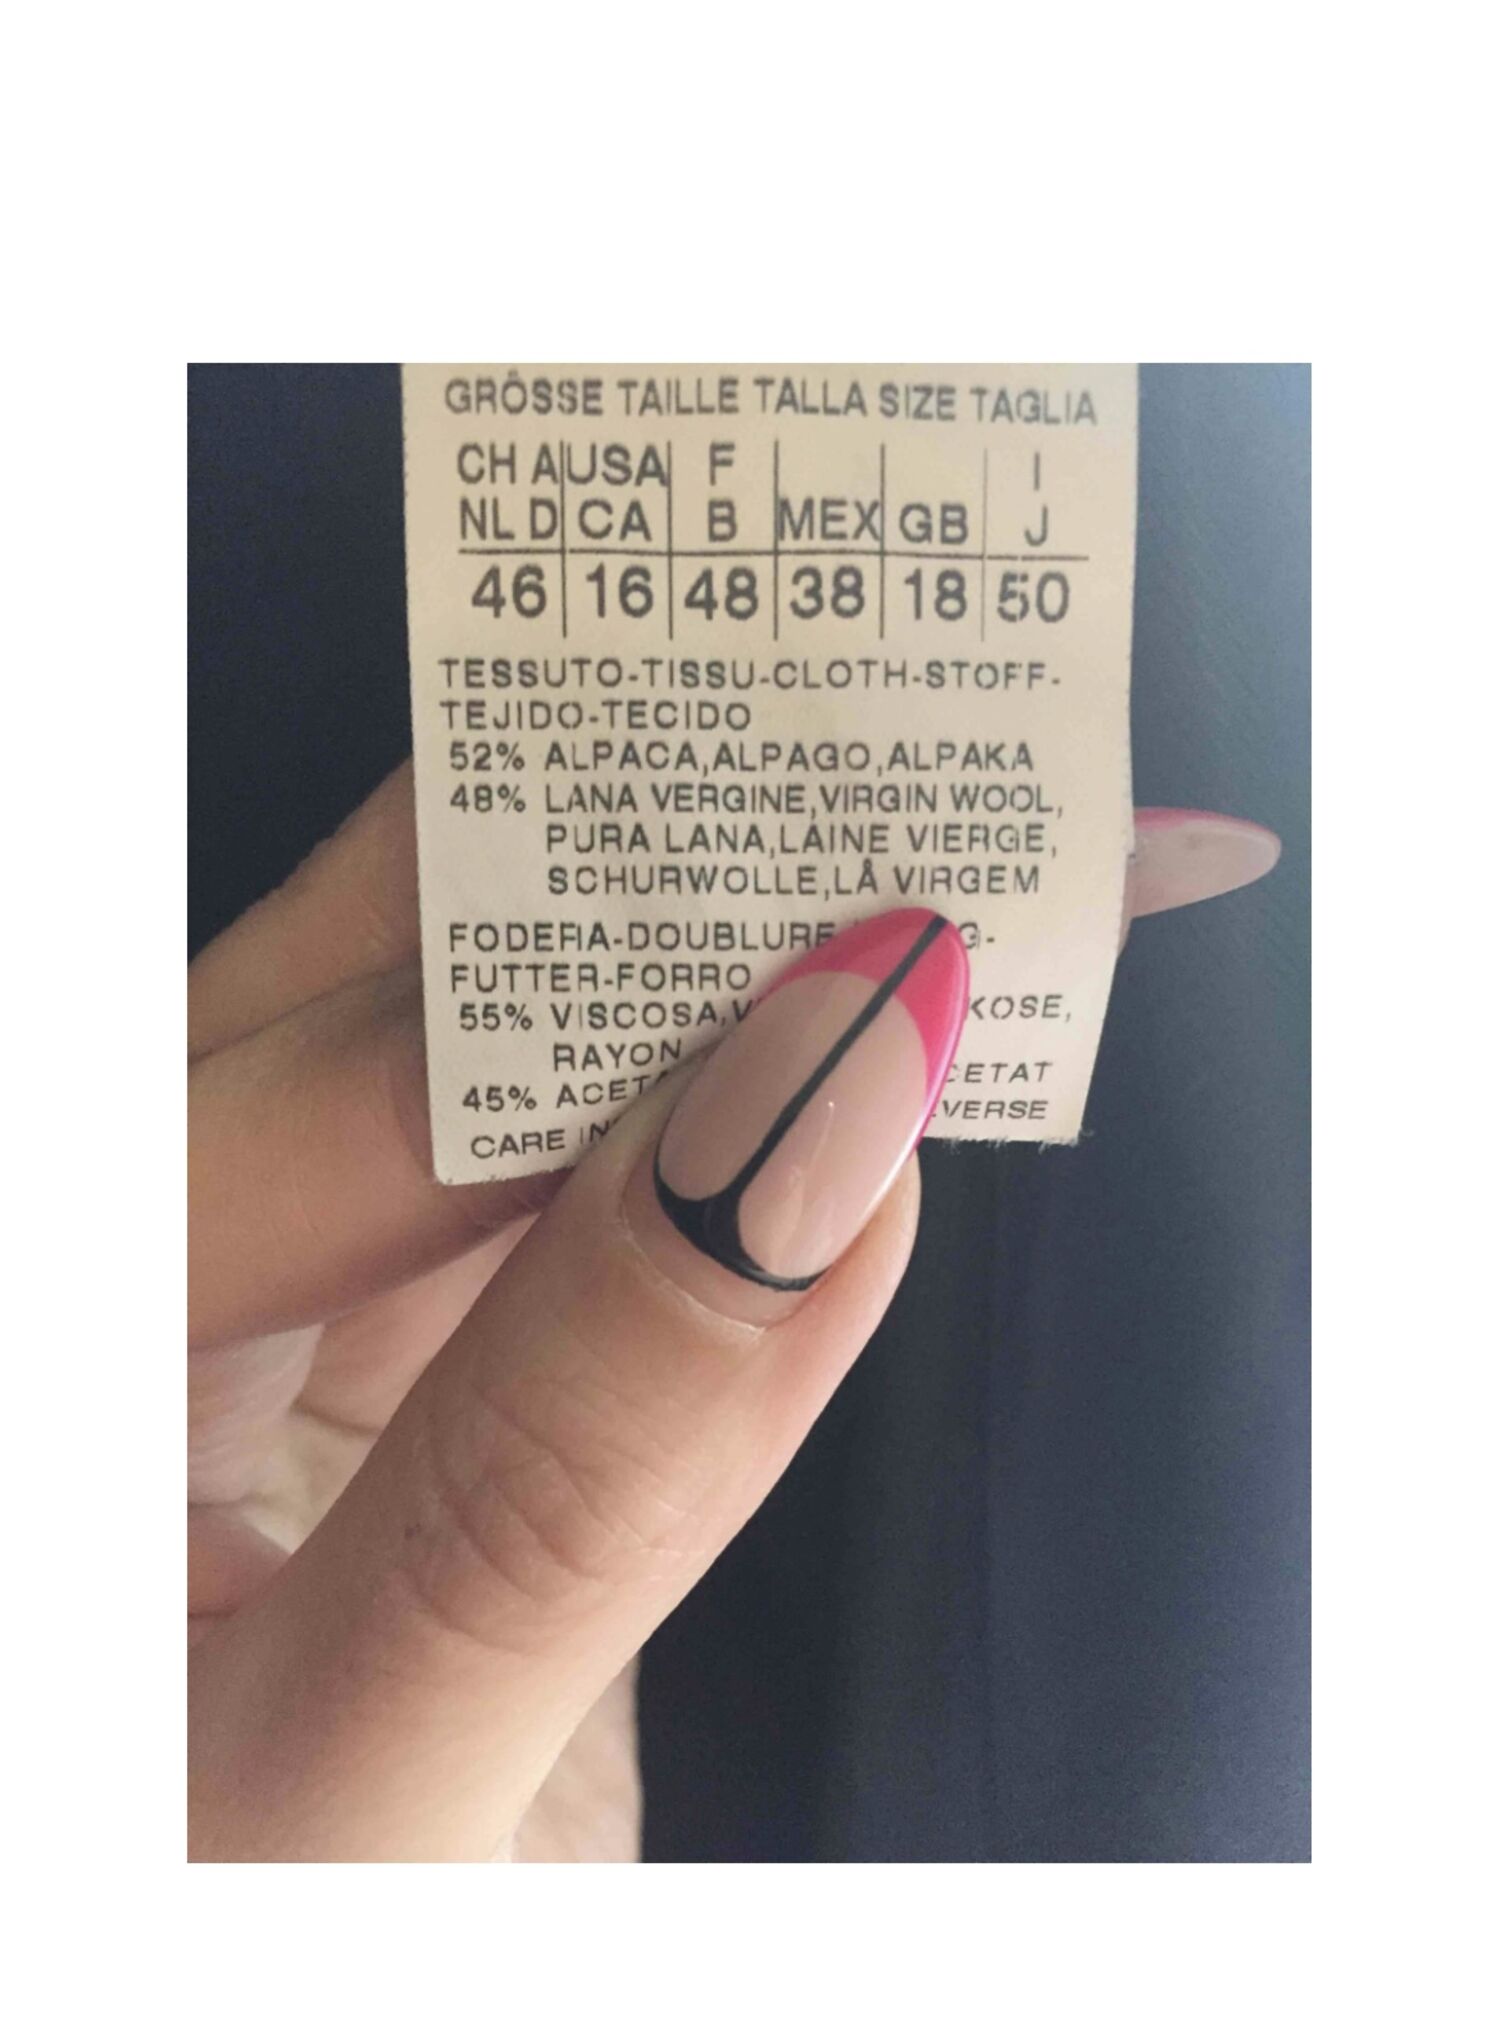 GRÖSSE TAILLE TALLA SIZE TAGLIA
CH A USA F I
NL D CA B MEX GB J
46 16 48 38 18 50
TESSUTO-TISSU-CLOTH-STOFF-
TEJIDO-TECIDO
52% ALPACA,ALPAGO,ALPAKA
48% LANA VERGINE,VIRGIN WOOL,
PURA LANA,LAINE VIERGE,
SCHURWOLLE,LÅ VIRGEM
FODERA-DOUBLURE
FUTTER-FORRO
55% VISCOSA,
RAYON
45%
CARE